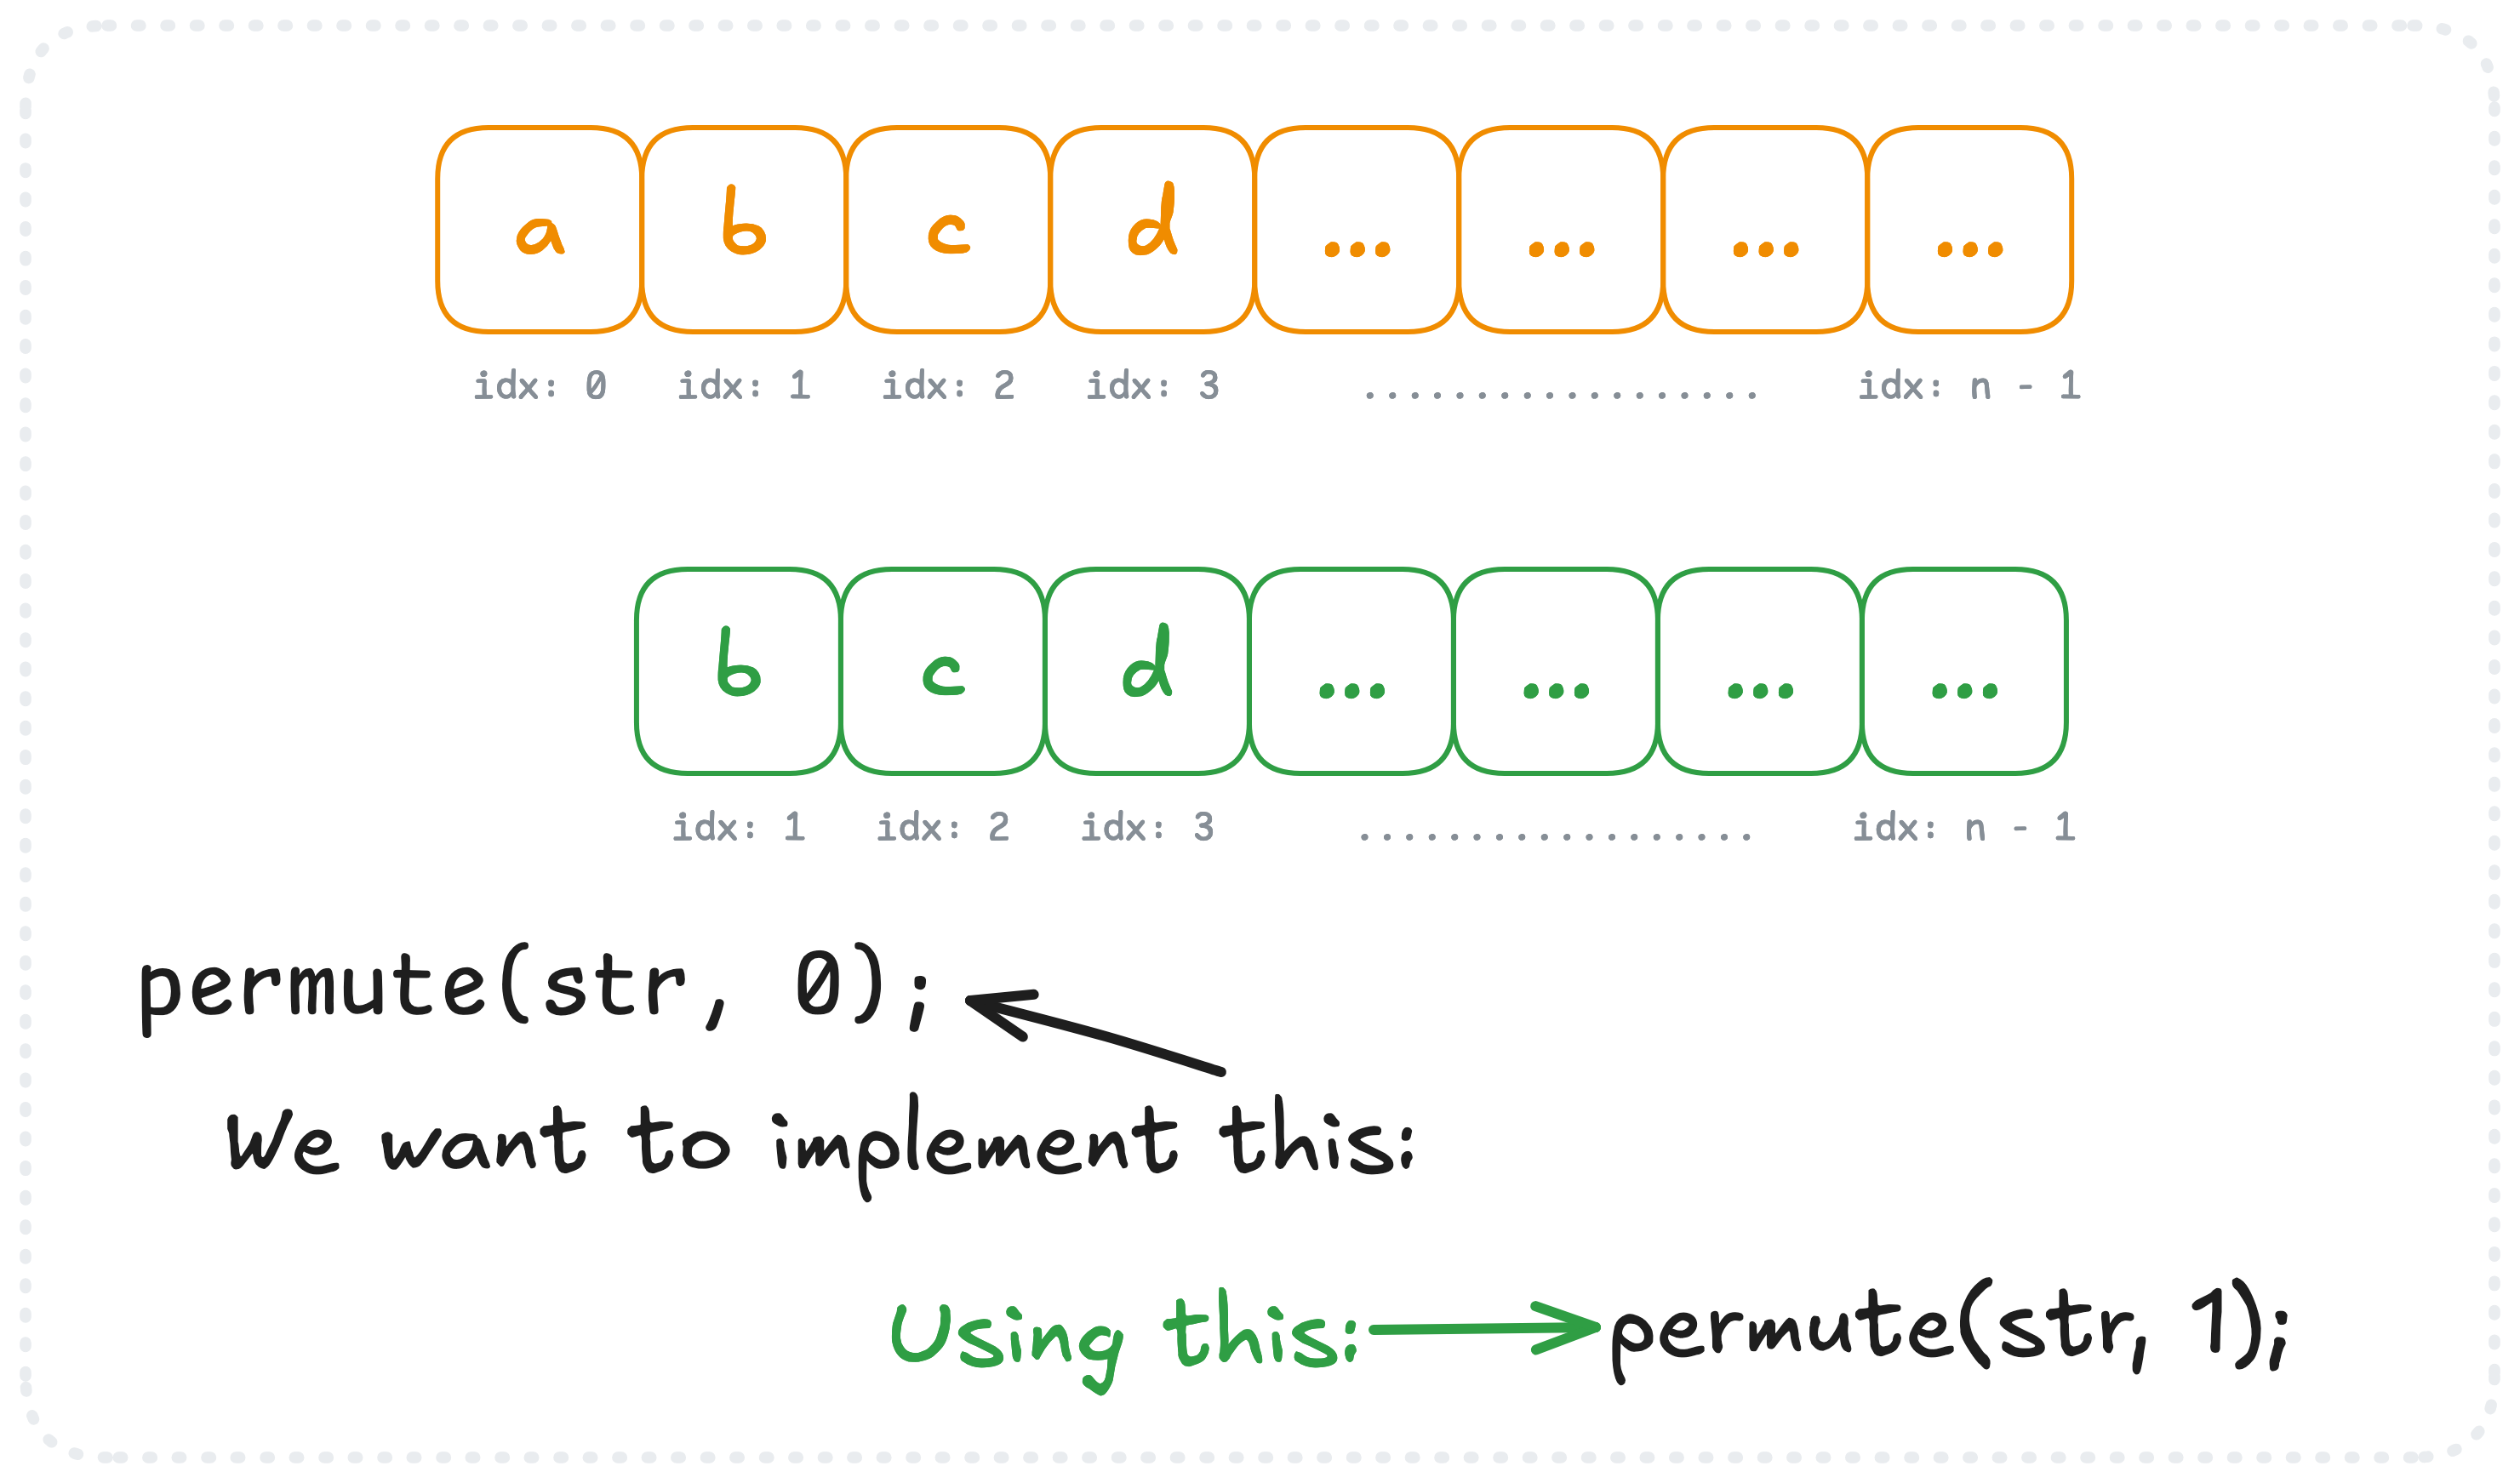 a b c d ... ... ... ...
idx: 0 idx: 1 idx: 2 idx: 3 .................. idx: n - 1
b c d ... ... ... ...
idx: 1 idx: 2 idx: 3 .................. idx: n - 1
permute(str, 0);
We want to implement this:
Using this: permute(str, 1);